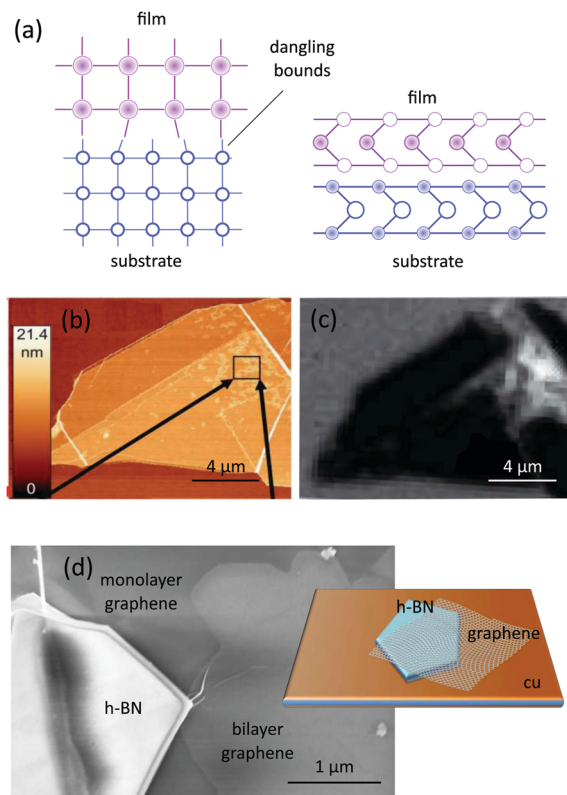 (a)
film
dangling
bounds
substrate
film
substrate
(b)
21.4
nm
0
4 μm
(c)
4 μm
(d)
monolayer
graphene
h-BN
bilayer
graphene
1 μm
h-BN
graphene
cu